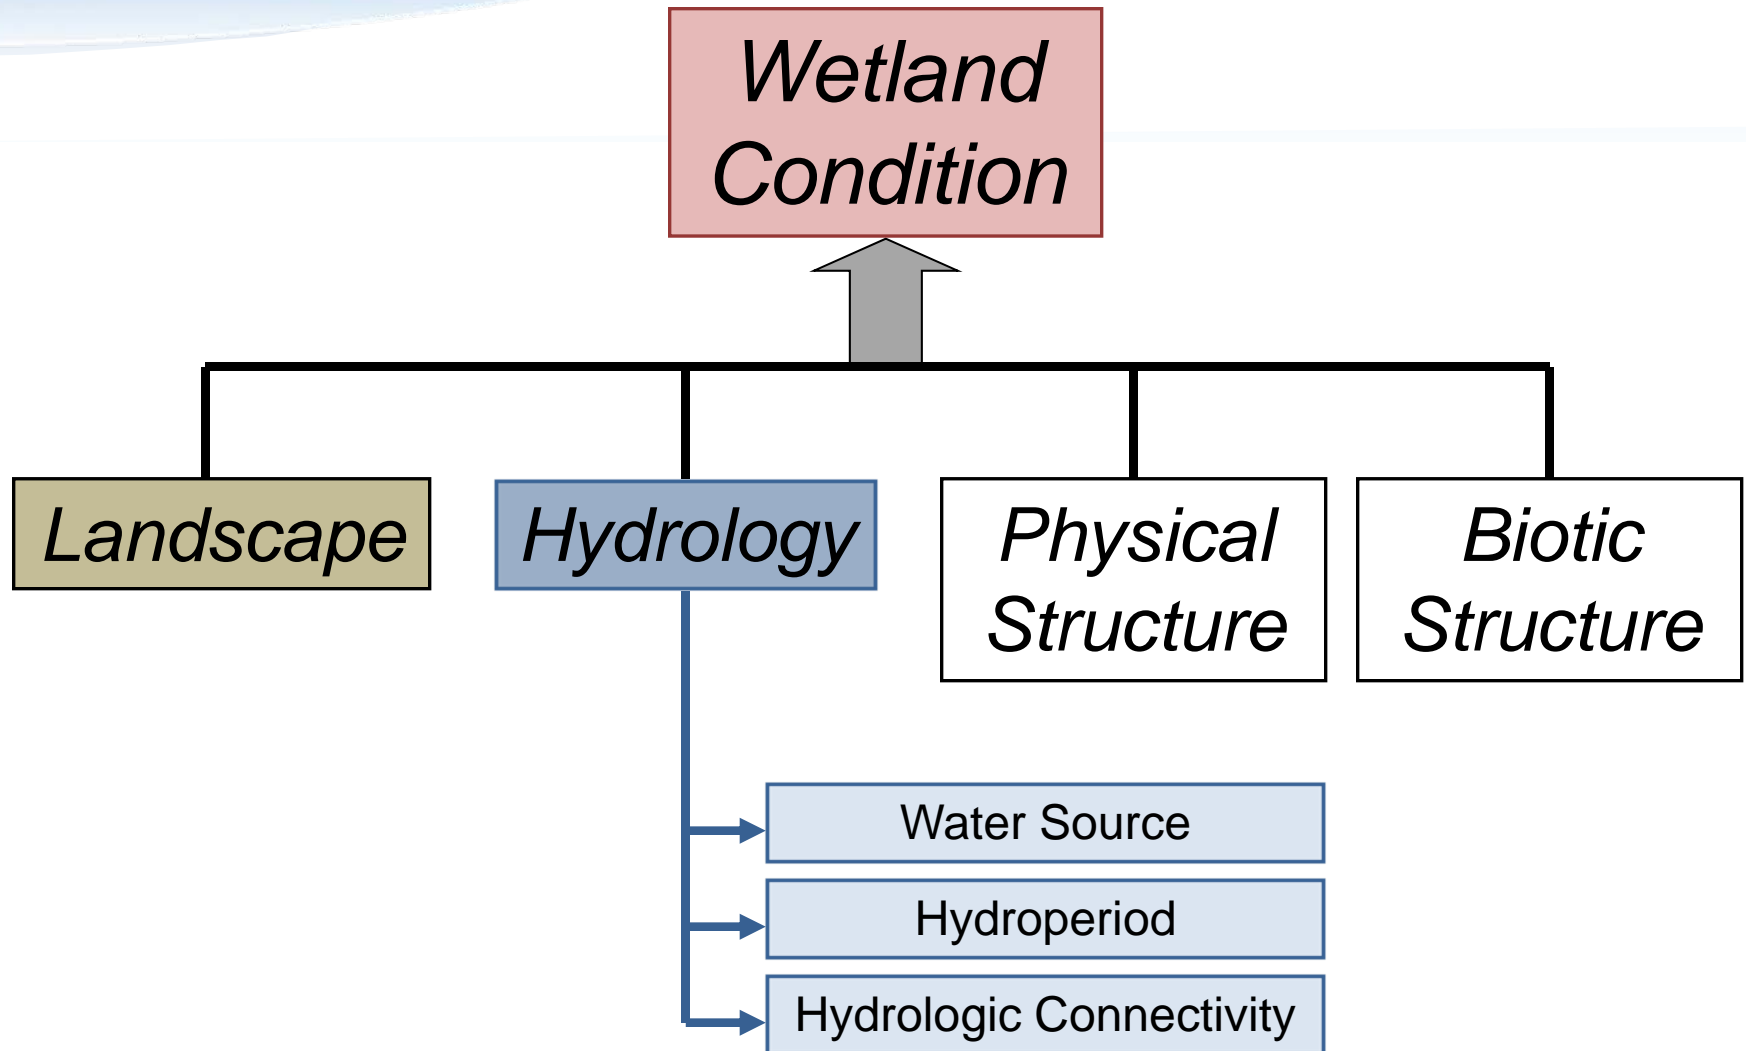 Wetland
Condition
Landscape
Hydrology
Physical
Structure
Biotic
Structure
Water Source
Hydroperiod
Hydrologic Connectivity